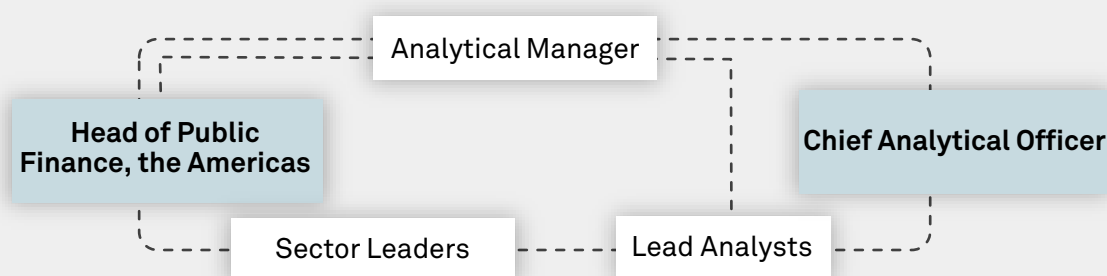 Analytical Manager
Head of Public
Finance, the Americas
Chief Analytical Officer
Sector Leaders
Lead Analysts